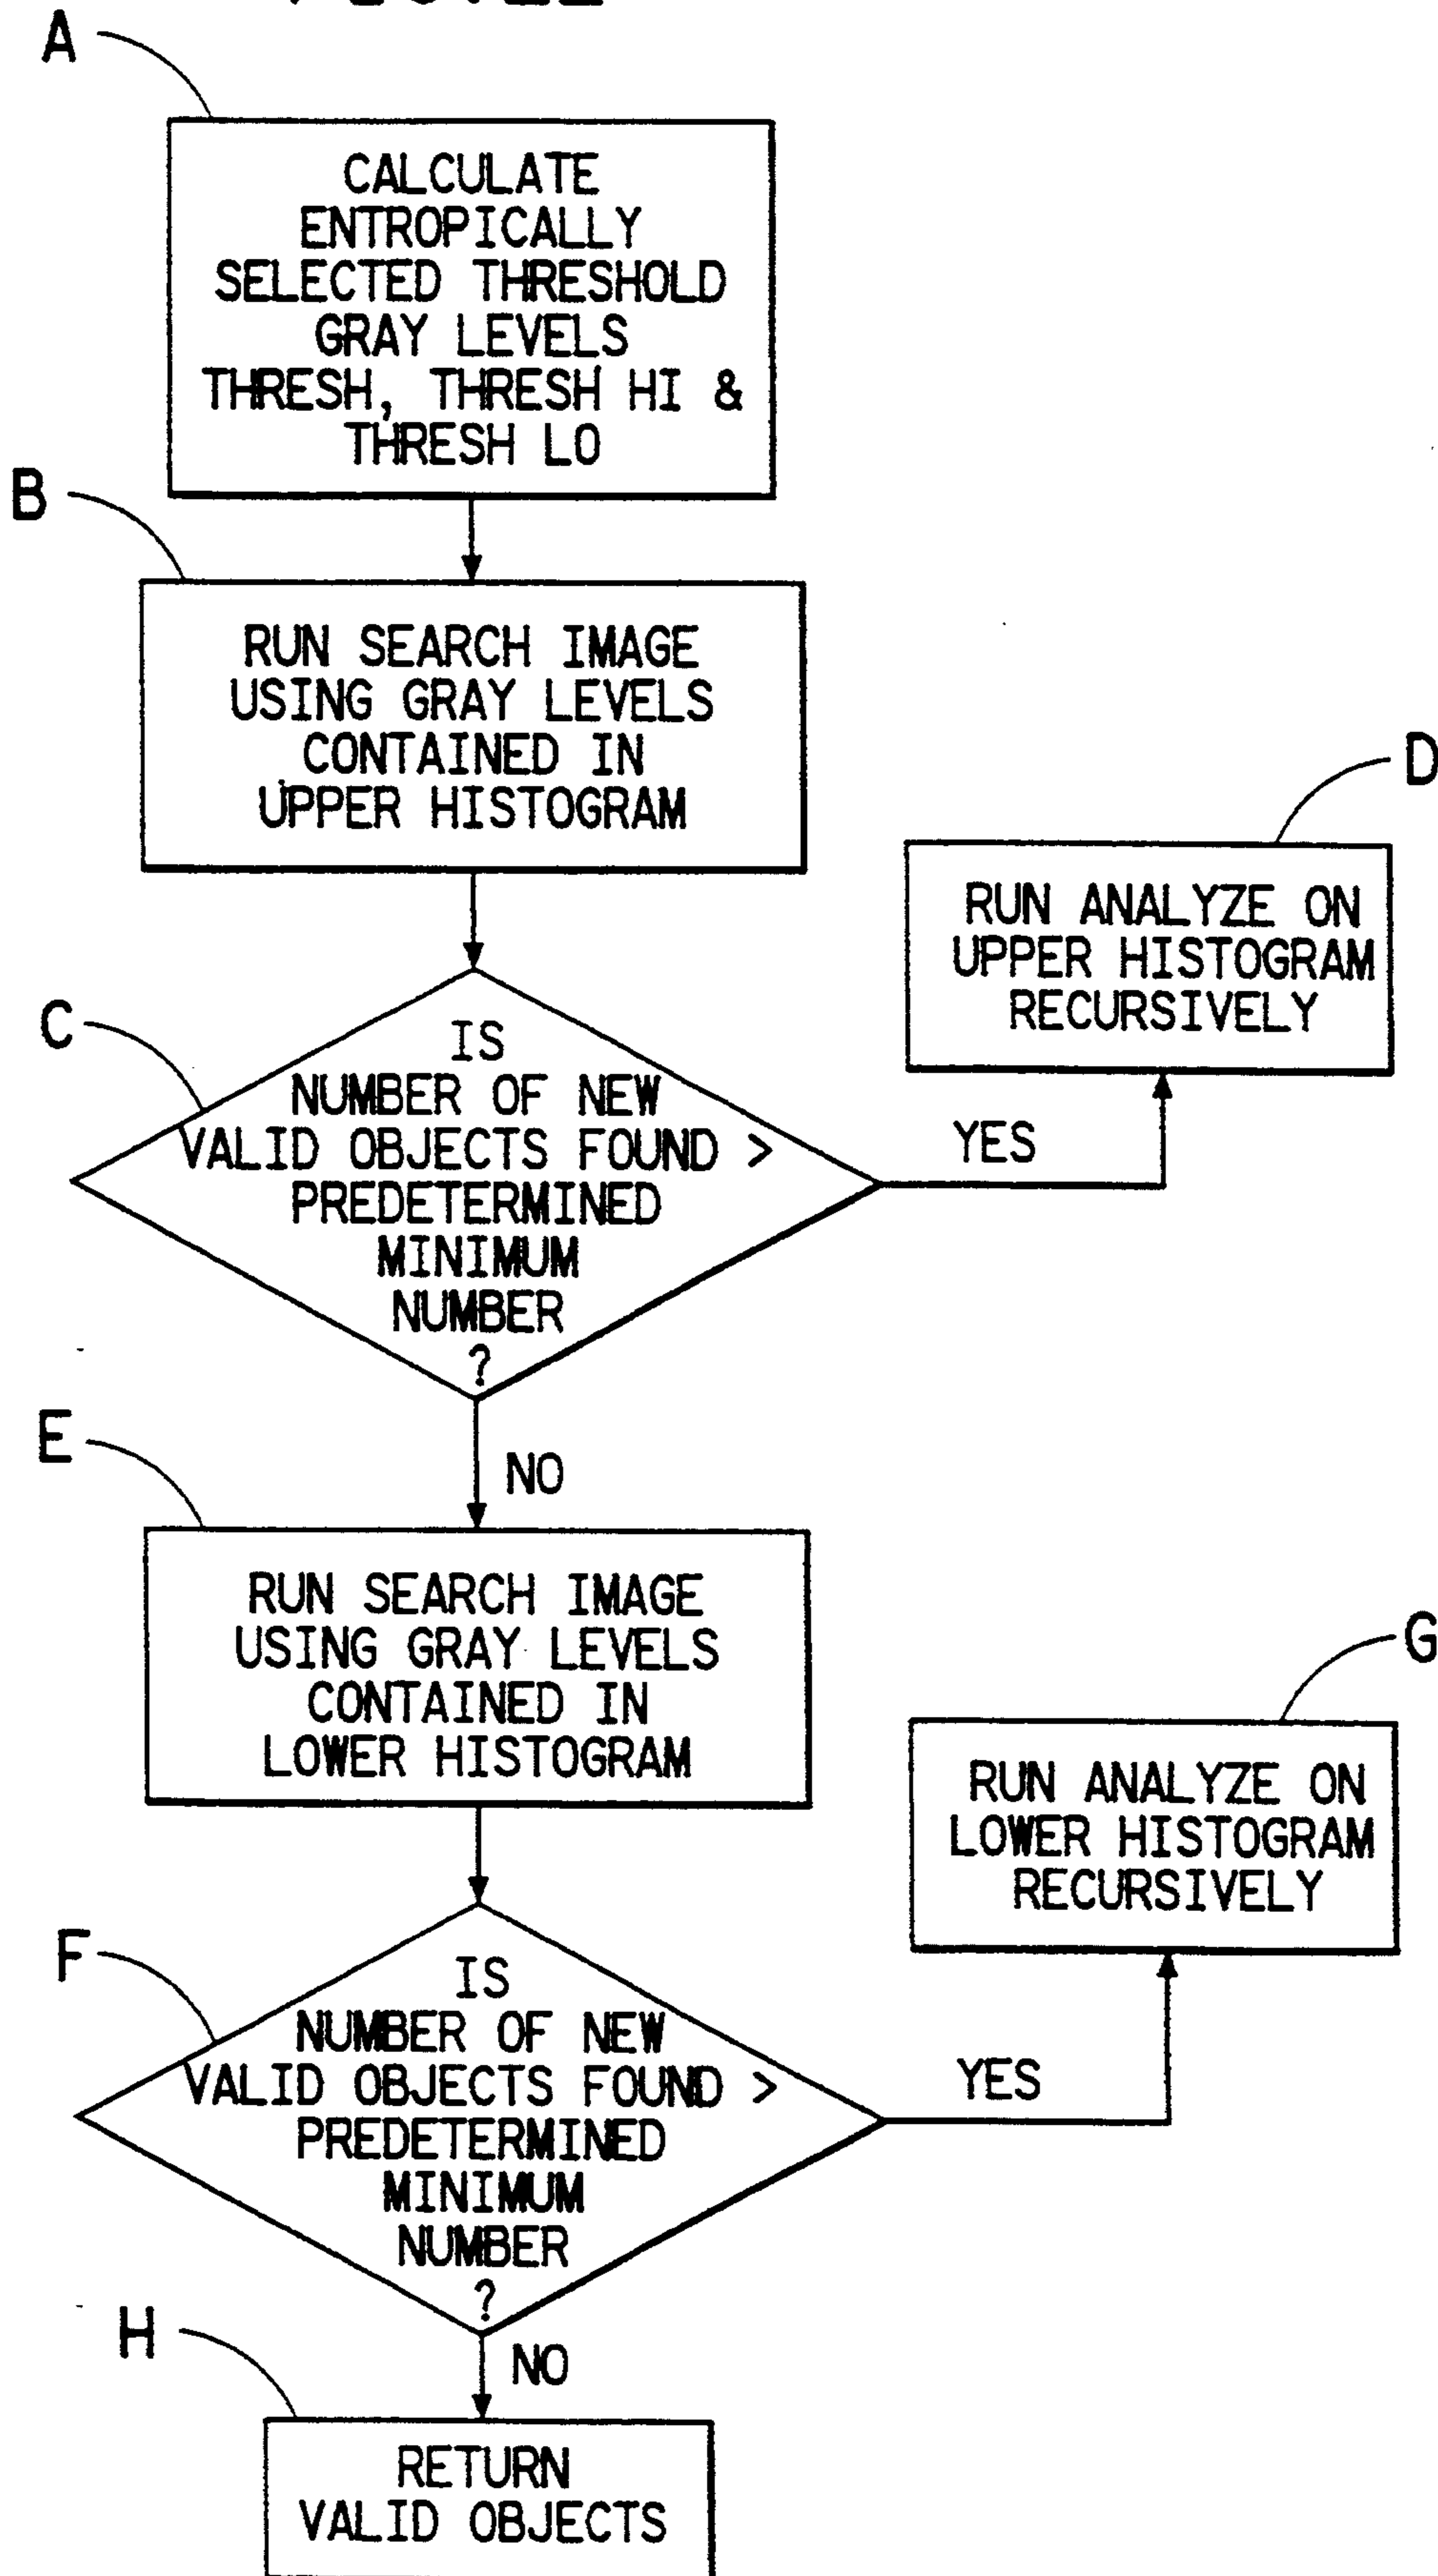 A
CALCULATE
ENTROPICALLY
SELECTED THRESHOLD
GRAY LEVELS
THRESH, THRESH HI &
THRESH LO
B
RUN SEARCH IMAGE
USING GRAY LEVELS
CONTAINED IN
UPPER HISTOGRAM
D
RUN ANALYZE ON
UPPER HISTOGRAM
RECURSIVELY
C
IS
NUMBER OF NEW
VALID OBJECTS FOUND >
PREDETERMINED
MINIMUM
NUMBER
?
YES
NO
E
RUN SEARCH IMAGE
USING GRAY LEVELS
CONTAINED IN
LOWER HISTOGRAM
G
RUN ANALYZE ON
LOWER HISTOGRAM
RECURSIVELY
F
IS
NUMBER OF NEW
VALID OBJECTS FOUND >
PREDETERMINED
MINIMUM
NUMBER
?
YES
NO
H
RETURN
VALID OBJECTS